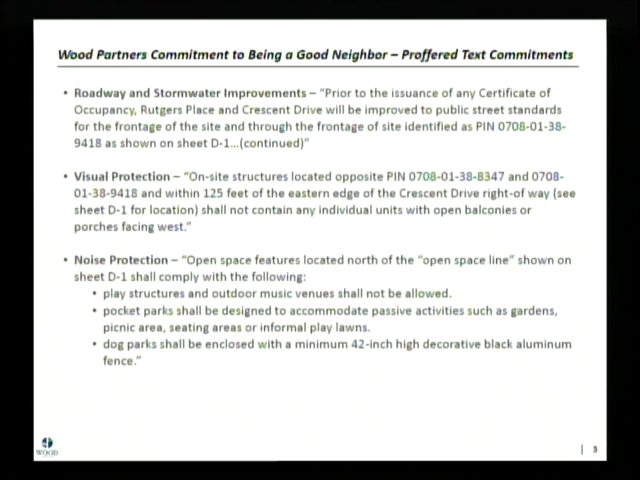 Wood Partners Commitment to Being a Good Neighbor – Proffered Text Commitments
• Roadway and Stormwater Improvements – "Prior to the issuance of any Certificate of
Occupancy, Rutgers Place and Crescent Drive will be improved to public street standards
for the frontage of the site and through the frontage of site identified as PIN 0708-01-38-
9418 as shown on sheet D-1...(continued)"
• Visual Protection – "On-site structures located opposite PIN 0708-01-38-8347 and 0708-
01-38-9418 and within 125 feet of the eastern edge of the Crescent Drive right-of way (see
sheet D-1 for location) shall not contain any individual units with open balconies or
porches facing west."
• Noise Protection – "Open space features located north of the "open space line" shown on
sheet D-1 shall comply with the following:
• play structures and outdoor music venues shall not be allowed.
• pocket parks shall be designed to accommodate passive activities such as gardens,
picnic area, seating areas or informal play lawns.
• dog parks shall be enclosed with a minimum 42-inch high decorative black aluminum
fence."
WOOD
| 3